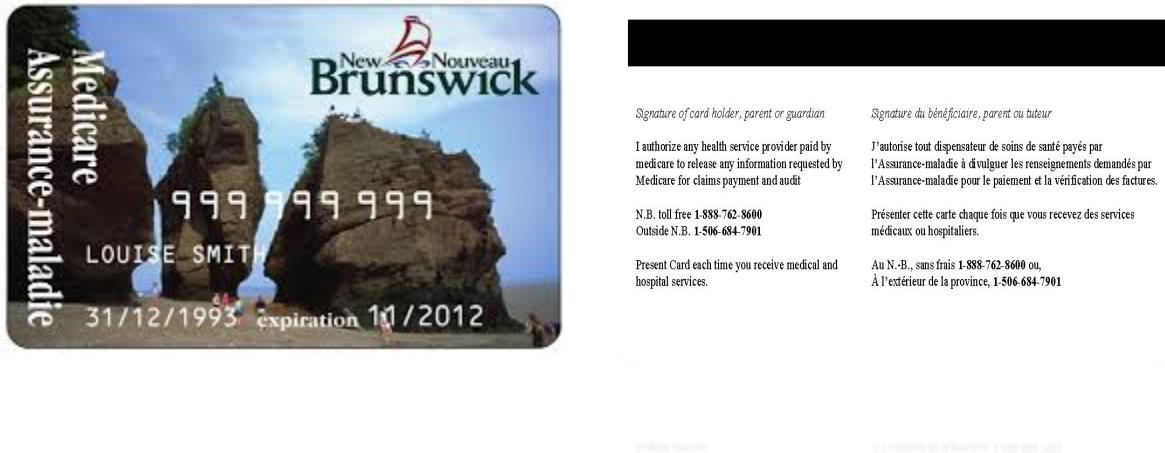 Medicare
Assurance-maladie
New Nouveau
Brunswick
999 999 999
LOUISE SMITH
31/12/1993 expiration 11/2012
Signature of card holder, parent or guardian
I authorize any health service provider paid by
medicare to release any information requested by
Medicare for claims payment and audit
N.B. toll free 1-888-762-8600
Outside N.B. 1-506-684-7901
Present Card each time you receive medical and
hospital services.
Signature du bénéficiaire, parent ou tuteur
J'autorise tout dispensateur de soins de santé payés par
l'Assurance-maladie à divulguer les renseignements demandés par
l'Assurance-maladie pour le paiement et la vérification des factures.
Présenter cette carte chaque fois que vous recevez des services
médicaux ou hospitaliers.
Au N.-B., sans frais 1-888-762-8600 ou,
À l'extérieur de la province, 1-506-684-7901